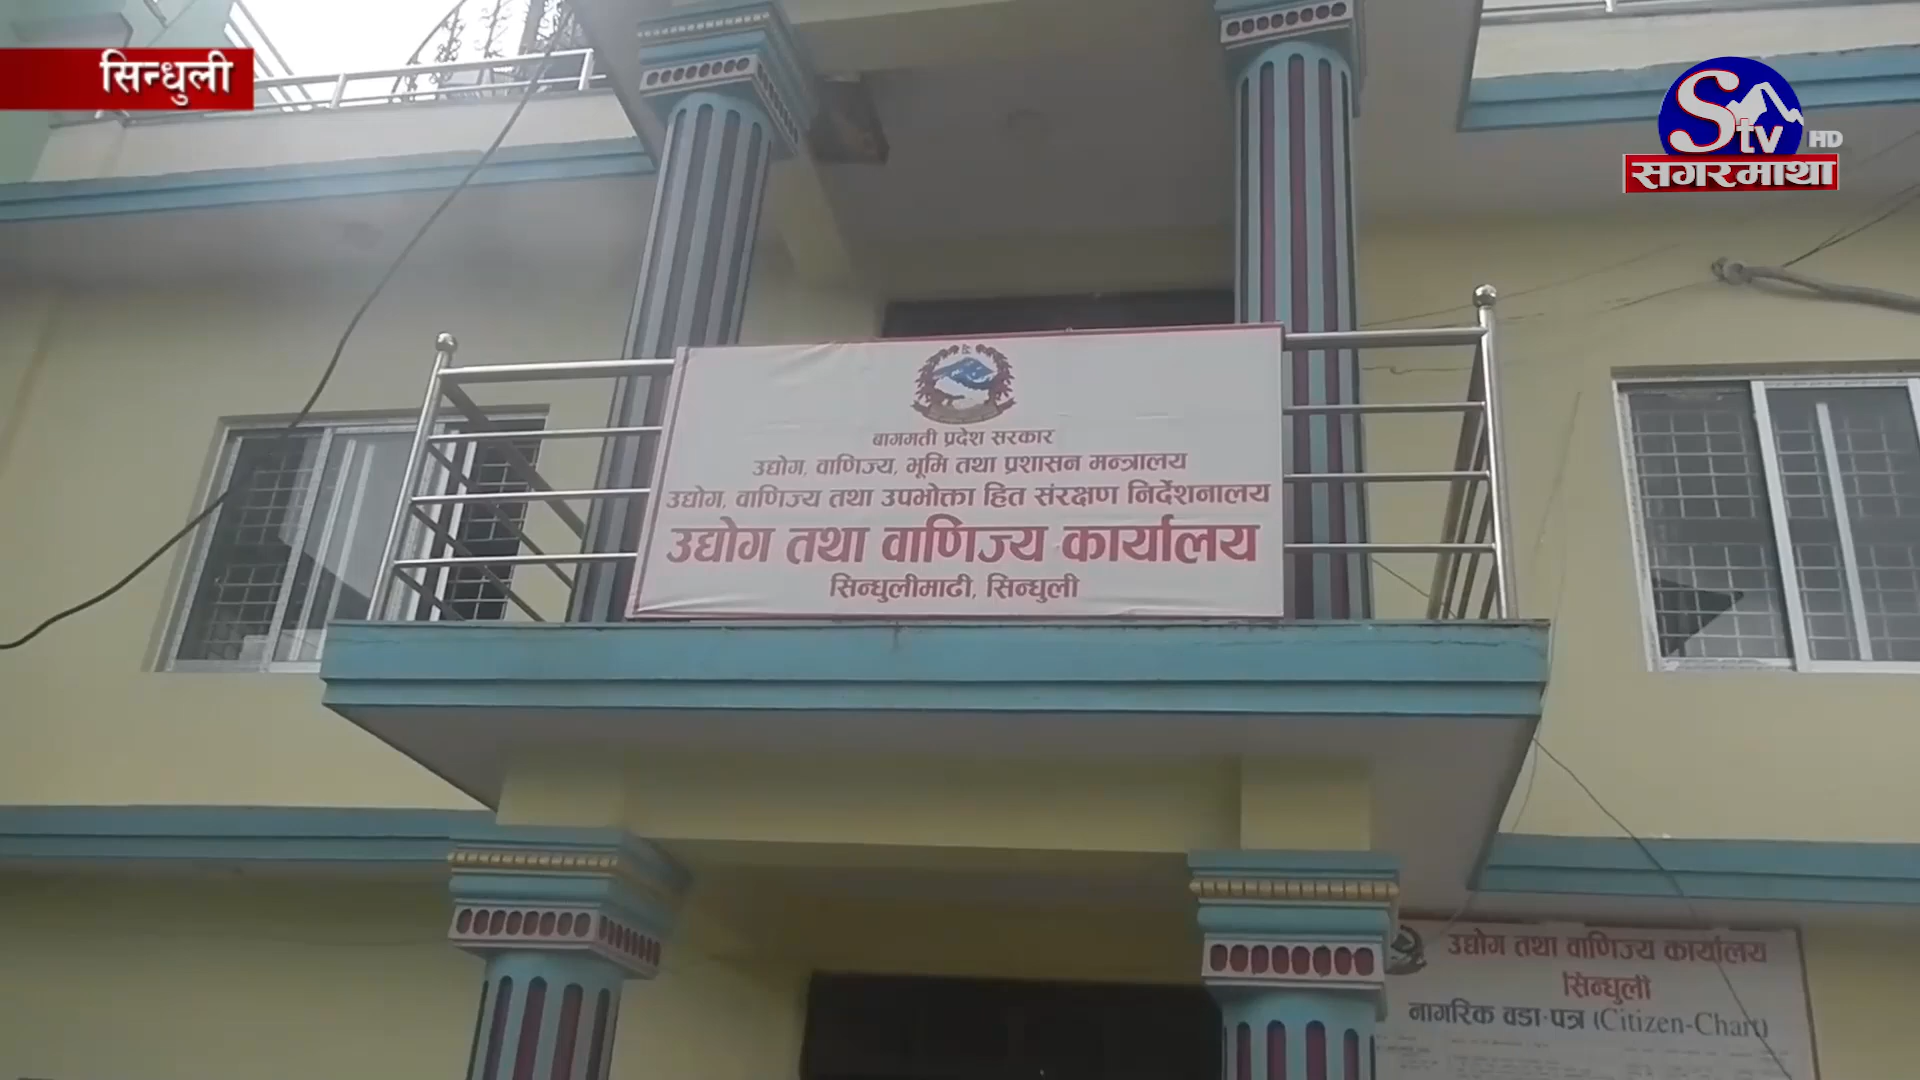 सिन्धुली
Stv HD
सगरमाथा
बागमती प्रदेश सरकार
उद्योग, वाणिज्य, भूमि तथा प्रशासन मन्त्रालय
उद्योग, वाणिज्य तथा उपभोक्ता हित संरक्षण निर्देशनालय
उद्योग तथा वाणिज्य कार्यालय
सिन्धुलीमाढी, सिन्धुली
उद्योग तथा वाणिज्य कार्यालय
सिन्धुली
नागरिक वडा-पत्र (Citizen-Chart)